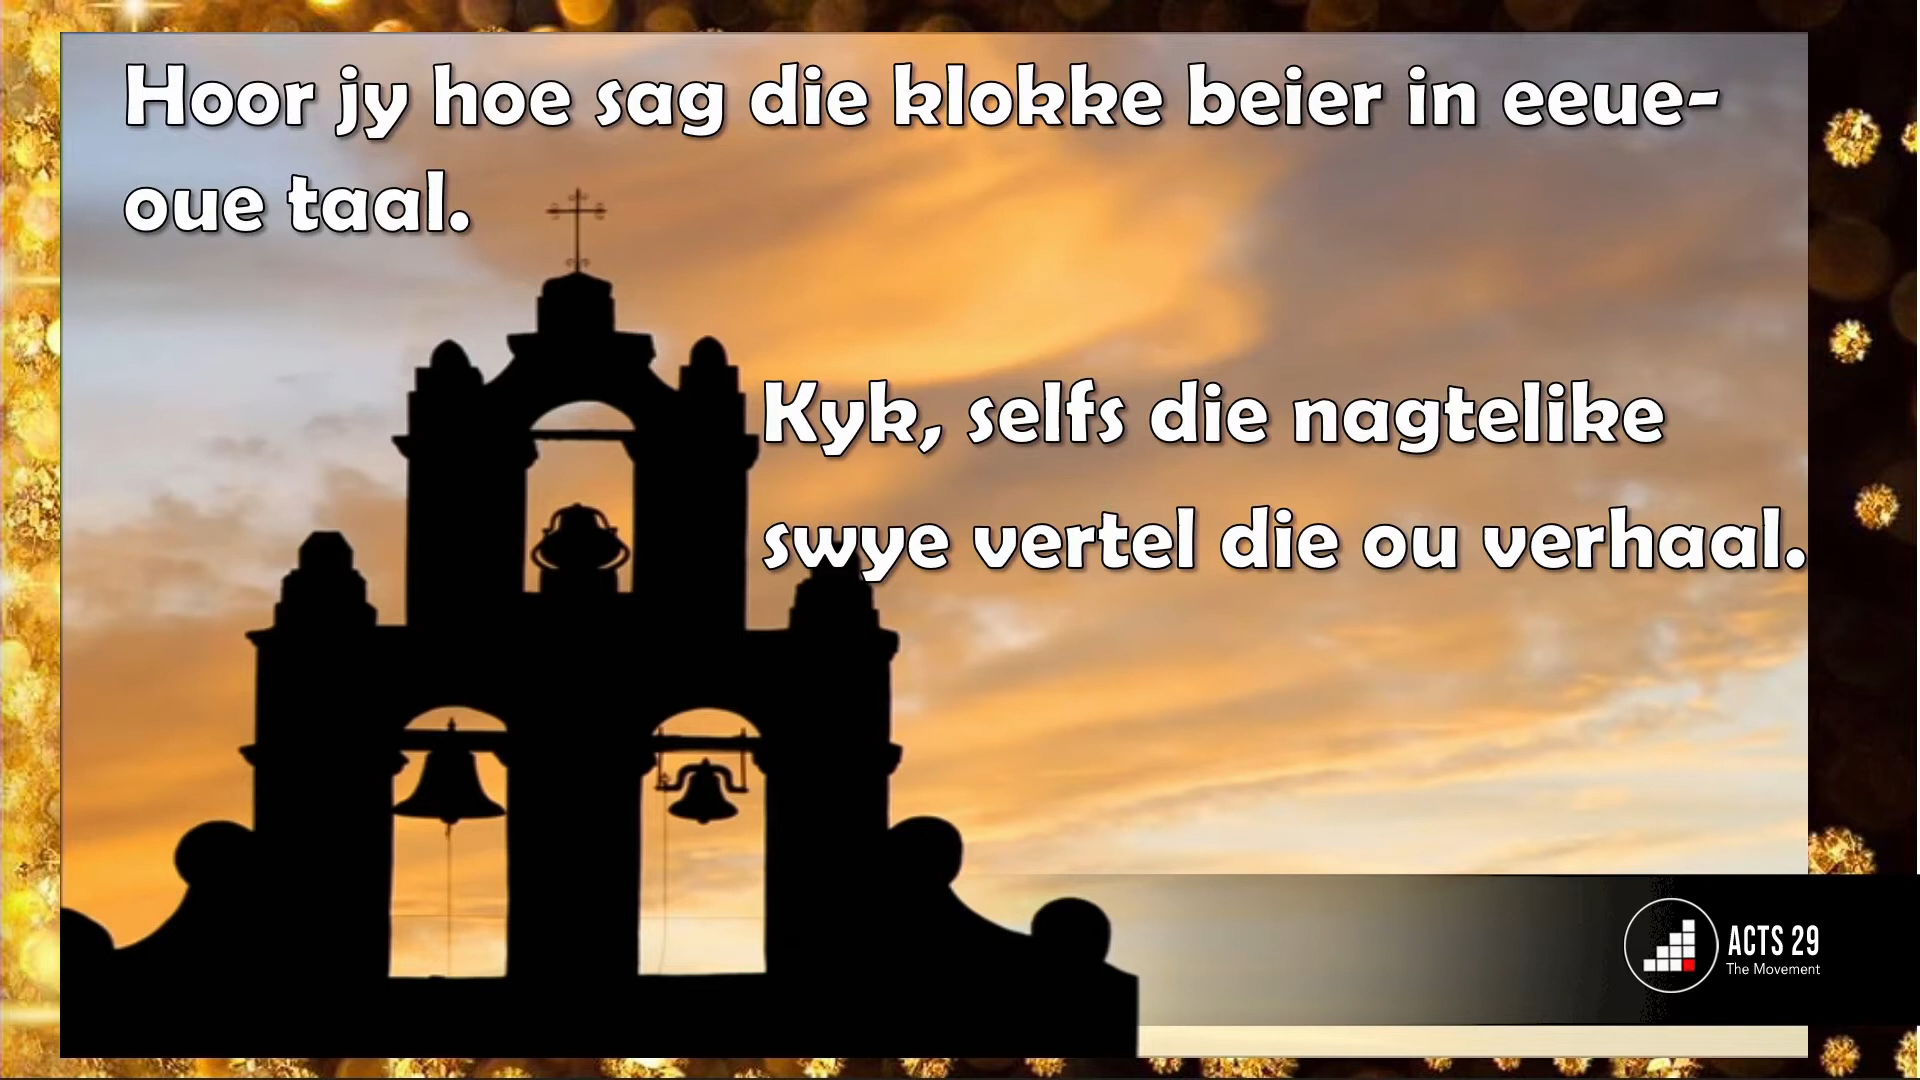 Hoor jy hoe sag die klokke beier in eeue-
oue taal.
Kyk, selfs die nagtelike
swye vertel die ou verhaal.
ACTS 29
The Movement